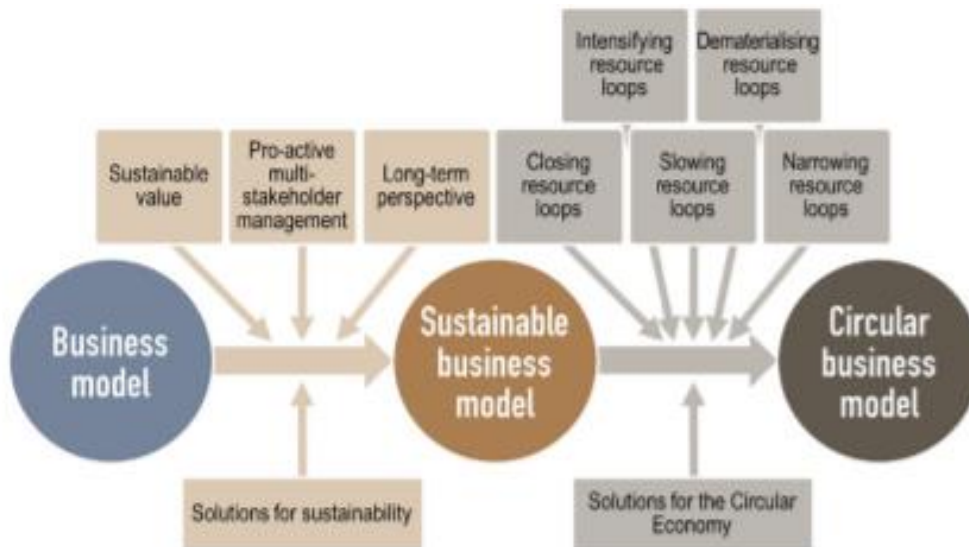 Intensifying
resource
loops
Dematerialising
resource
loops
Sustainable
value
Pro-active
multi-
stakeholder
management
Long-term
perspective
Closing
resource
loops
Slowing
resource
loops
Narrowing
resource
loops
Business
model
Sustainable
business
model
Circular
business
model
Solutions for sustainability
Solutions for the Circular
Economy